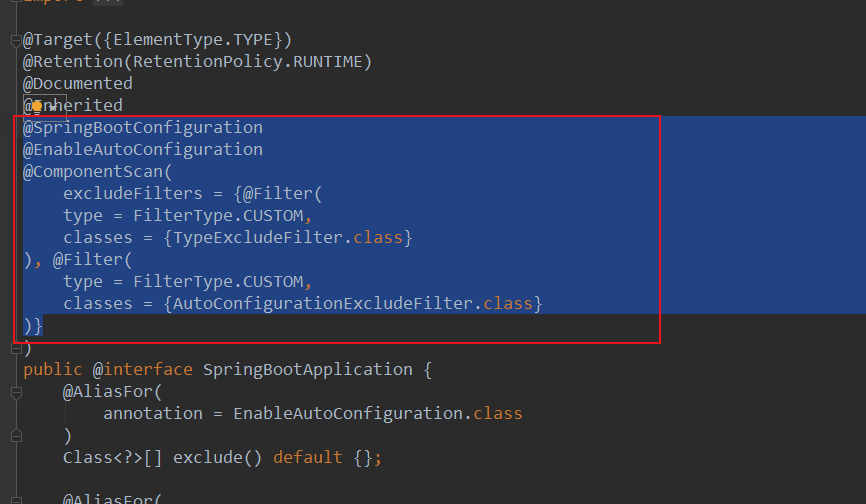 import ...
@Target({ElementType.TYPE})
@Retention(RetentionPolicy.RUNTIME)
@Documented
@Inherited
@SpringBootConfiguration
@EnableAutoConfiguration
@ComponentScan(
    excludeFilters = {@Filter(
    type = FilterType.CUSTOM,
    classes = {TypeExcludeFilter.class}
), @Filter(
    type = FilterType.CUSTOM,
    classes = {AutoConfigurationExcludeFilter.class}
)}
)
public @interface SpringBootApplication {
    @AliasFor(
        annotation = EnableAutoConfiguration.class
    )
    Class<?>[] exclude() default {};
    @AliasFor(